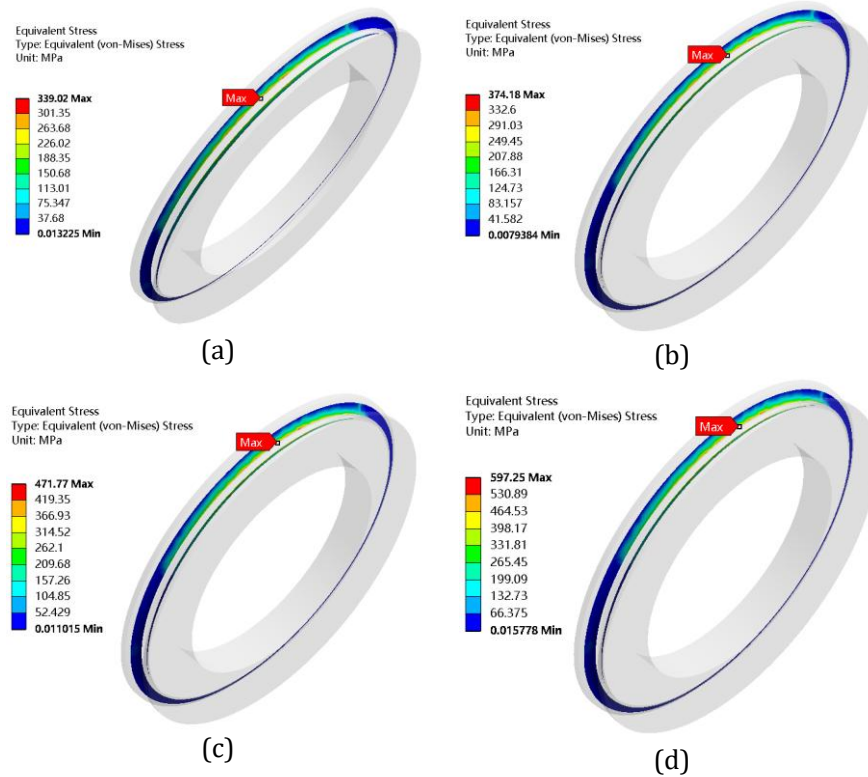 Equivalent Stress
Type: Equivalent (von-Mises) Stress
Unit: MPa
339.02 Max
301.35
263.68
226.02
188.35
150.68
113.01
75.347
37.68
0.013225 Min
Max
(a)
Equivalent Stress
Type: Equivalent (von-Mises) Stress
Unit: MPa
374.18 Max
332.6
291.03
249.45
207.88
166.31
124.73
83.157
41.582
0.0079384 Min
Max
(b)
Equivalent Stress
Type: Equivalent (von-Mises) Stress
Unit: MPa
471.77 Max
419.35
366.93
314.52
262.1
209.68
157.26
104.85
52.429
0.011015 Min
Max
(c)
Equivalent Stress
Type: Equivalent (von-Mises) Stress
Unit: MPa
597.25 Max
530.89
464.53
398.17
331.81
265.45
199.09
132.73
66.375
0.015778 Min
Max
(d)